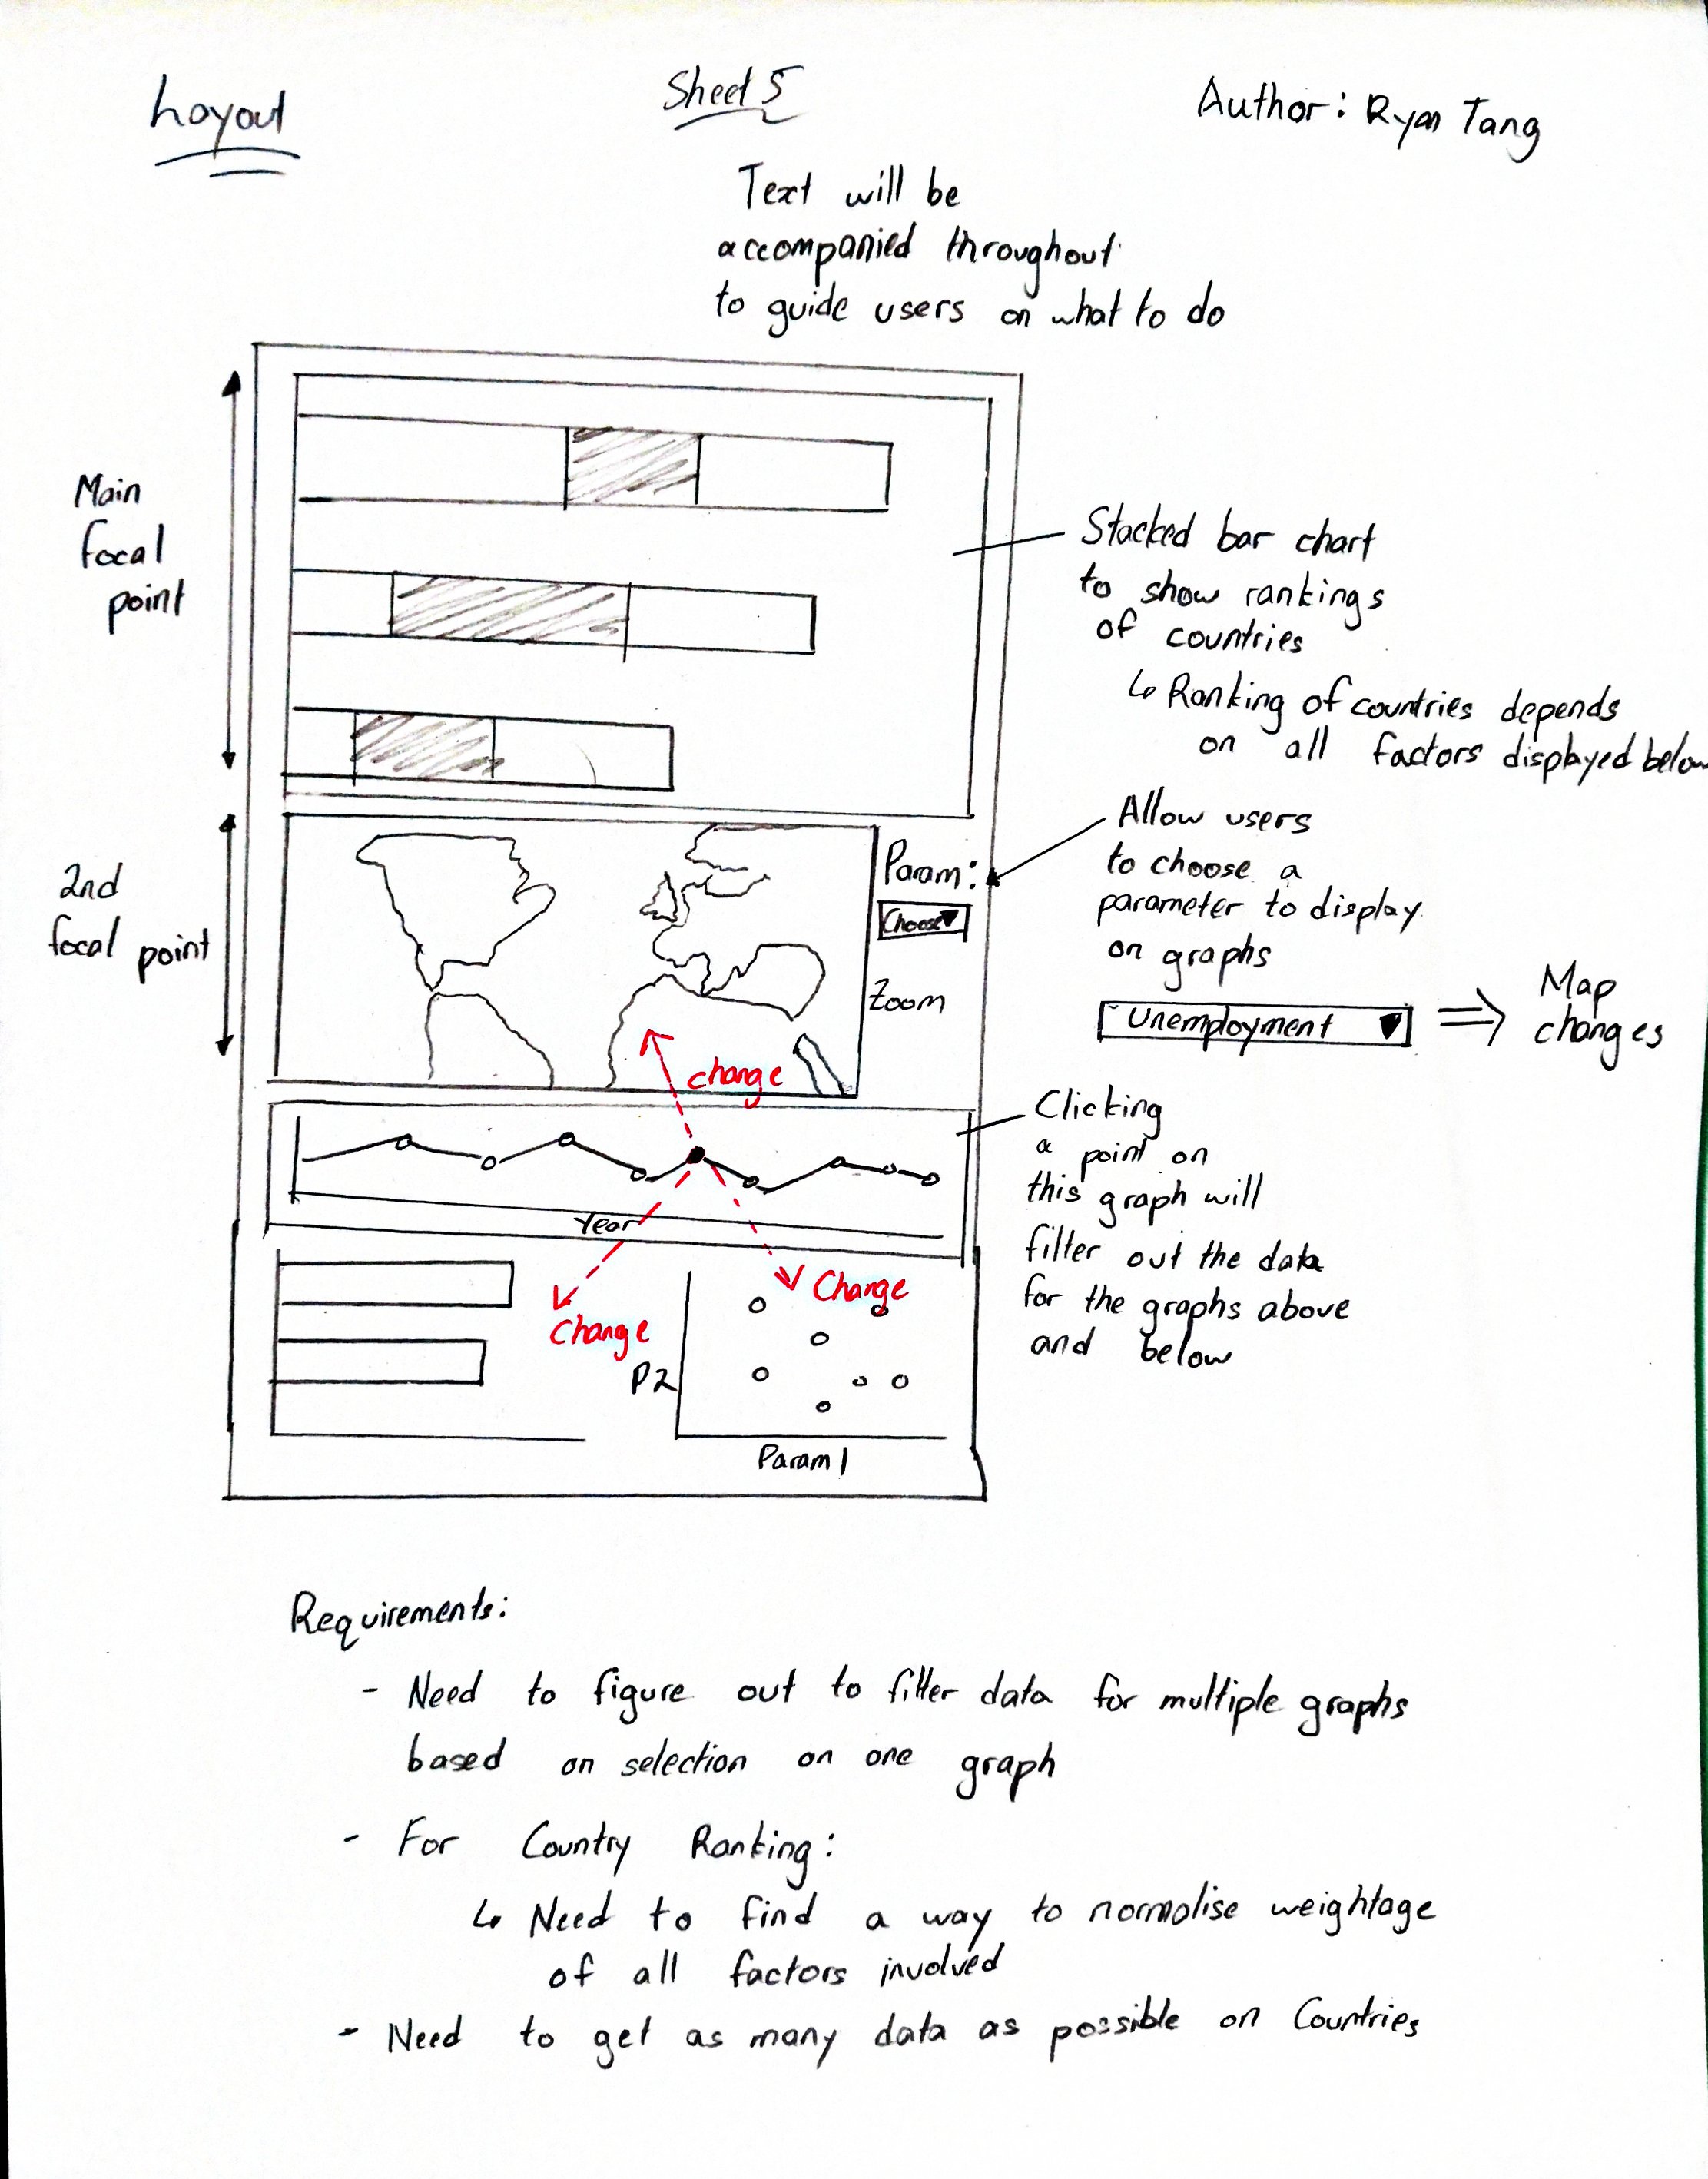 Layout
Sheet 5
Author: Ryan Tang
Text will be
accompanied throughout
to guide users on what to do
Main
focal
point
Stacked bar chart
to show rankings
of countries
↳ Ranking of countries depends
on all factors displayed below
2nd
focal point
Param:
Choose
Zoom
Allow users
to choose a
parameter to display
on graphs
Unemployment
⇒ Map
changes
change
Clicking
a point on
this graph will
filter out the data
for the graphs above
and below
Year
Change
Change
P2
Param 1
Requirements:
- Need to figure out to filter data for multiple graphs
based on selection on one graph
- For Country Ranking:
↳ Need to find a way to normalise weightage
of all factors involved
- Need to get as many data as possible on Countries